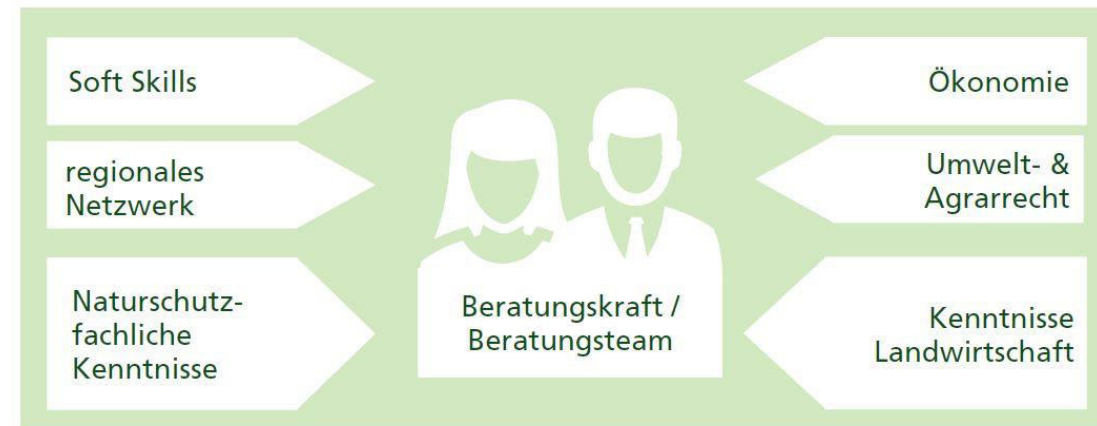 Soft Skills
regionales
Netzwerk
Naturschutz-
fachliche
Kenntnisse
Beratungskraft /
Beratungsteam
Ökonomie
Umwelt- &
Agrarrecht
Kenntnisse
Landwirtschaft